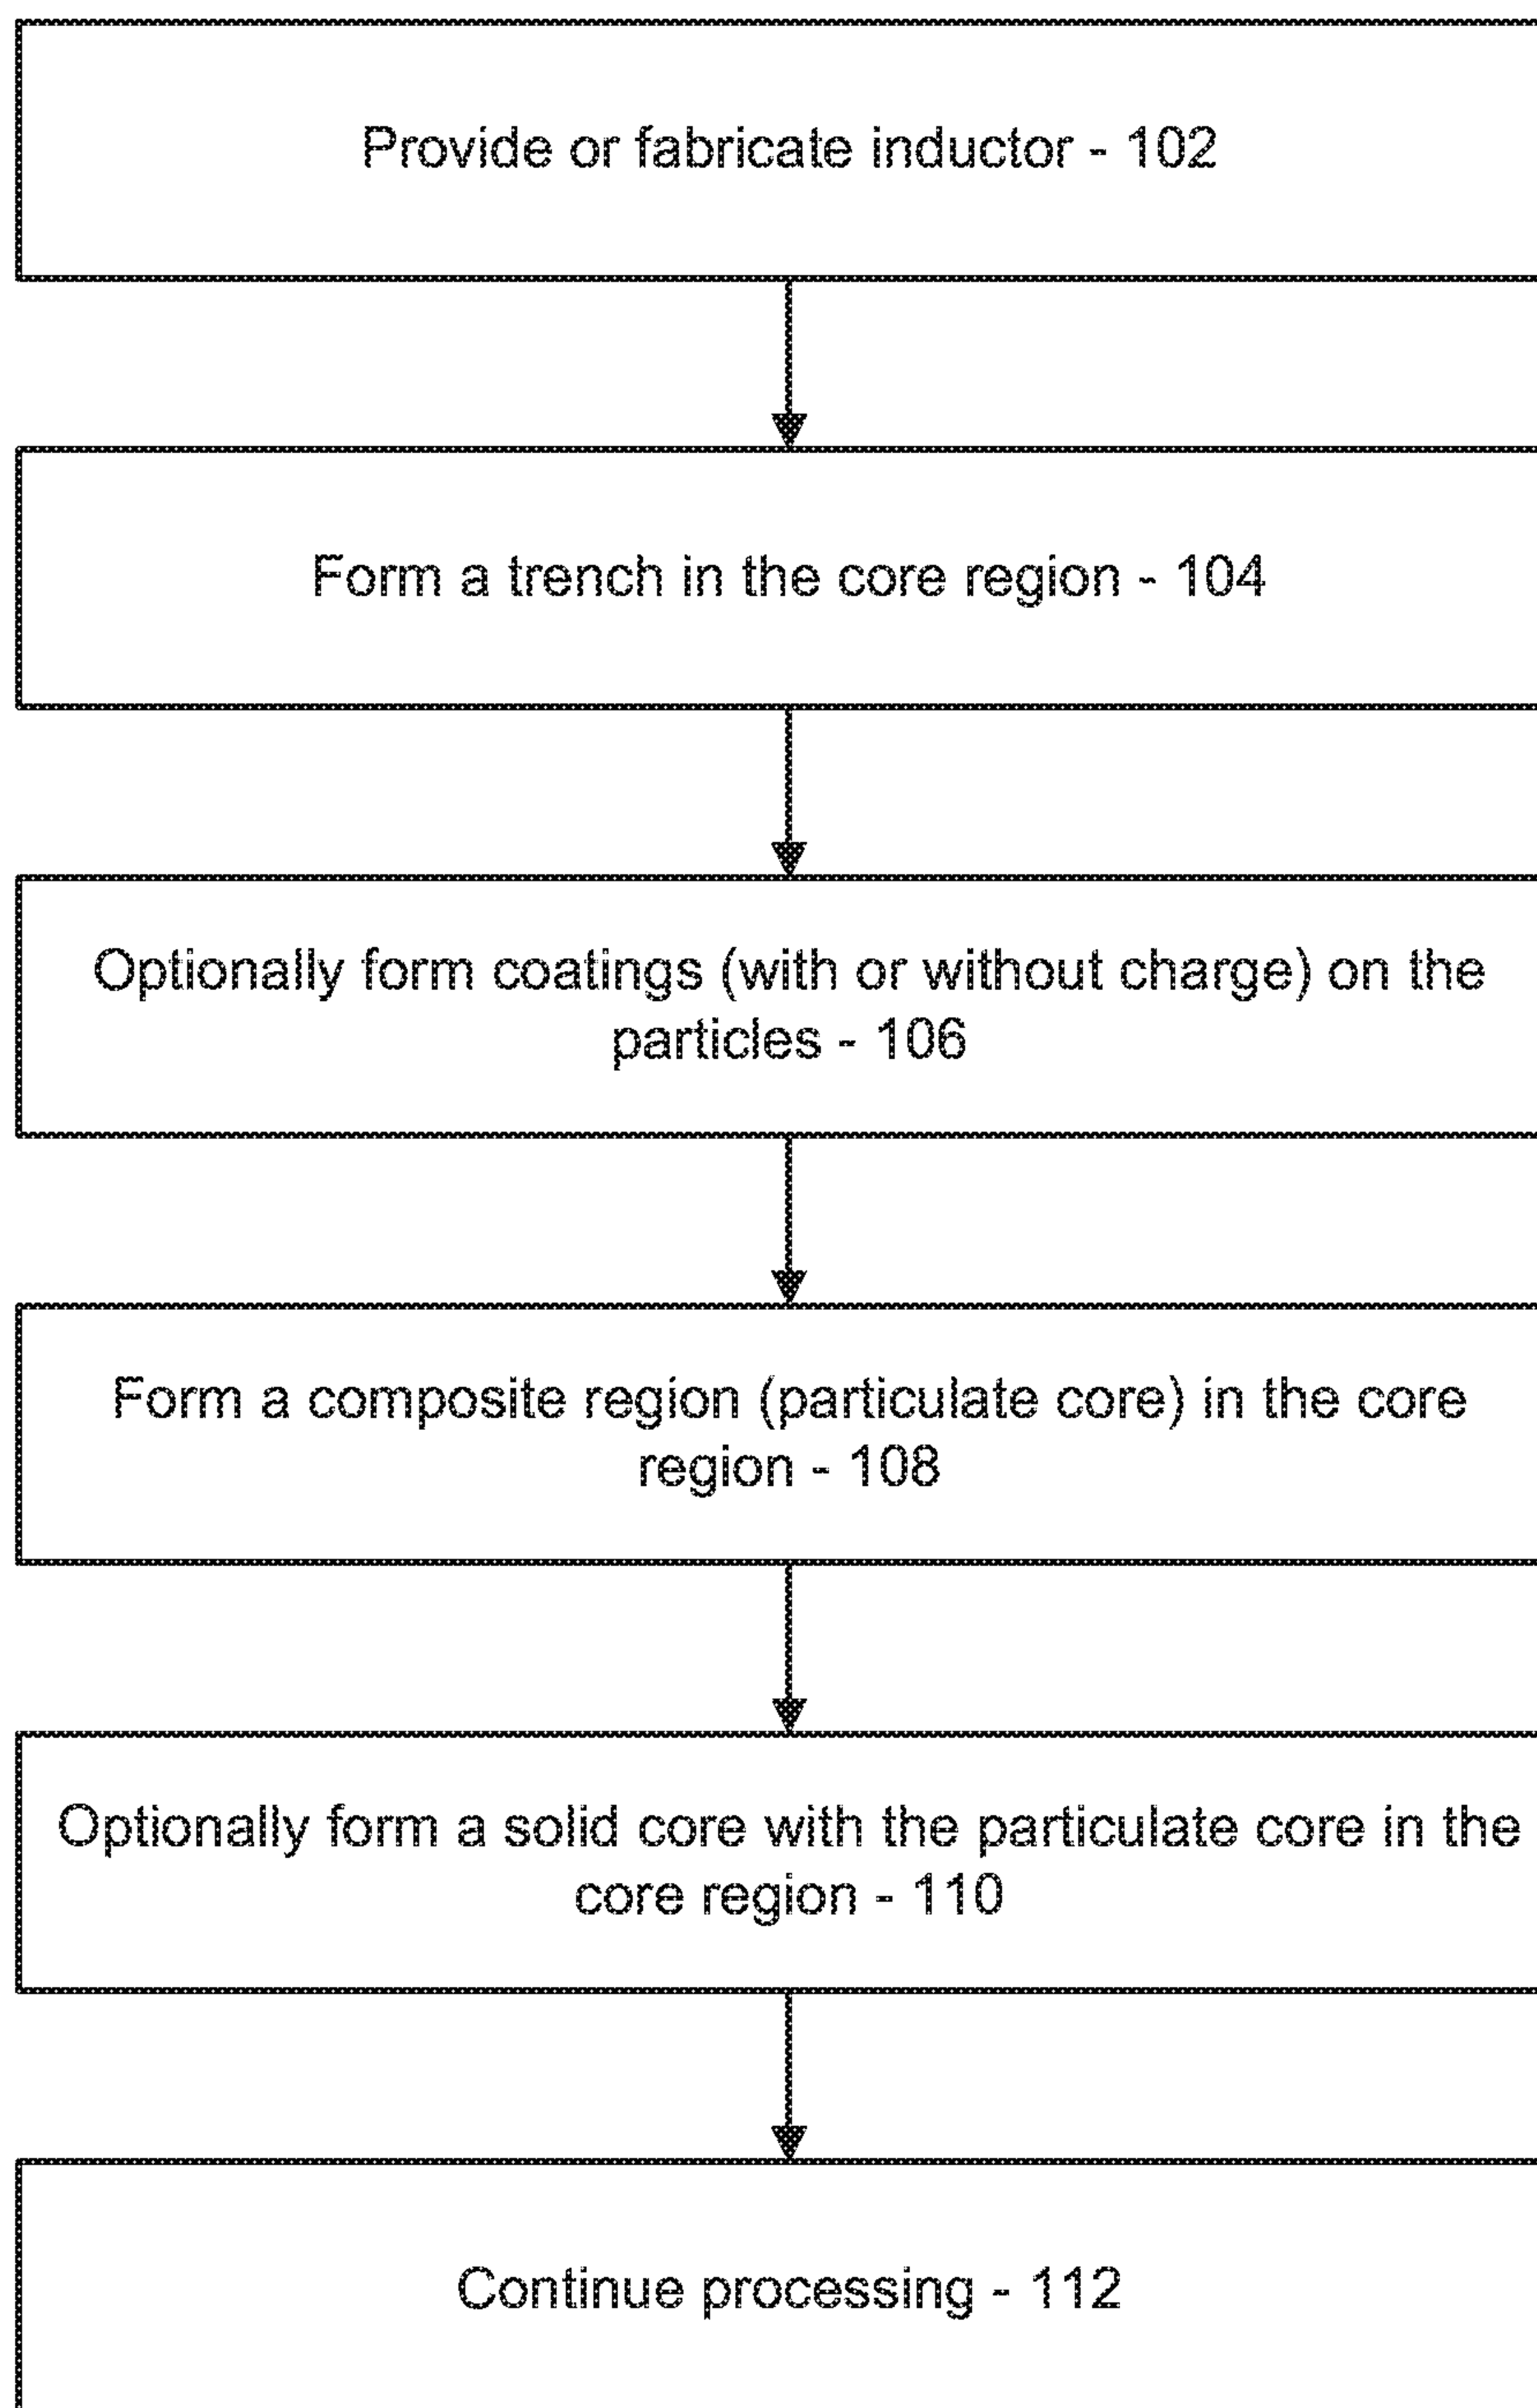 Provide or fabricate inductor - 102
Form a trench in the core region - 104
Optionally form coatings (with or without charge) on the
particles - 106
Form a composite region (particulate core) in the core
region - 108
Optionally form a solid core with the particulate core in the
core region - 110
Continue processing - 112